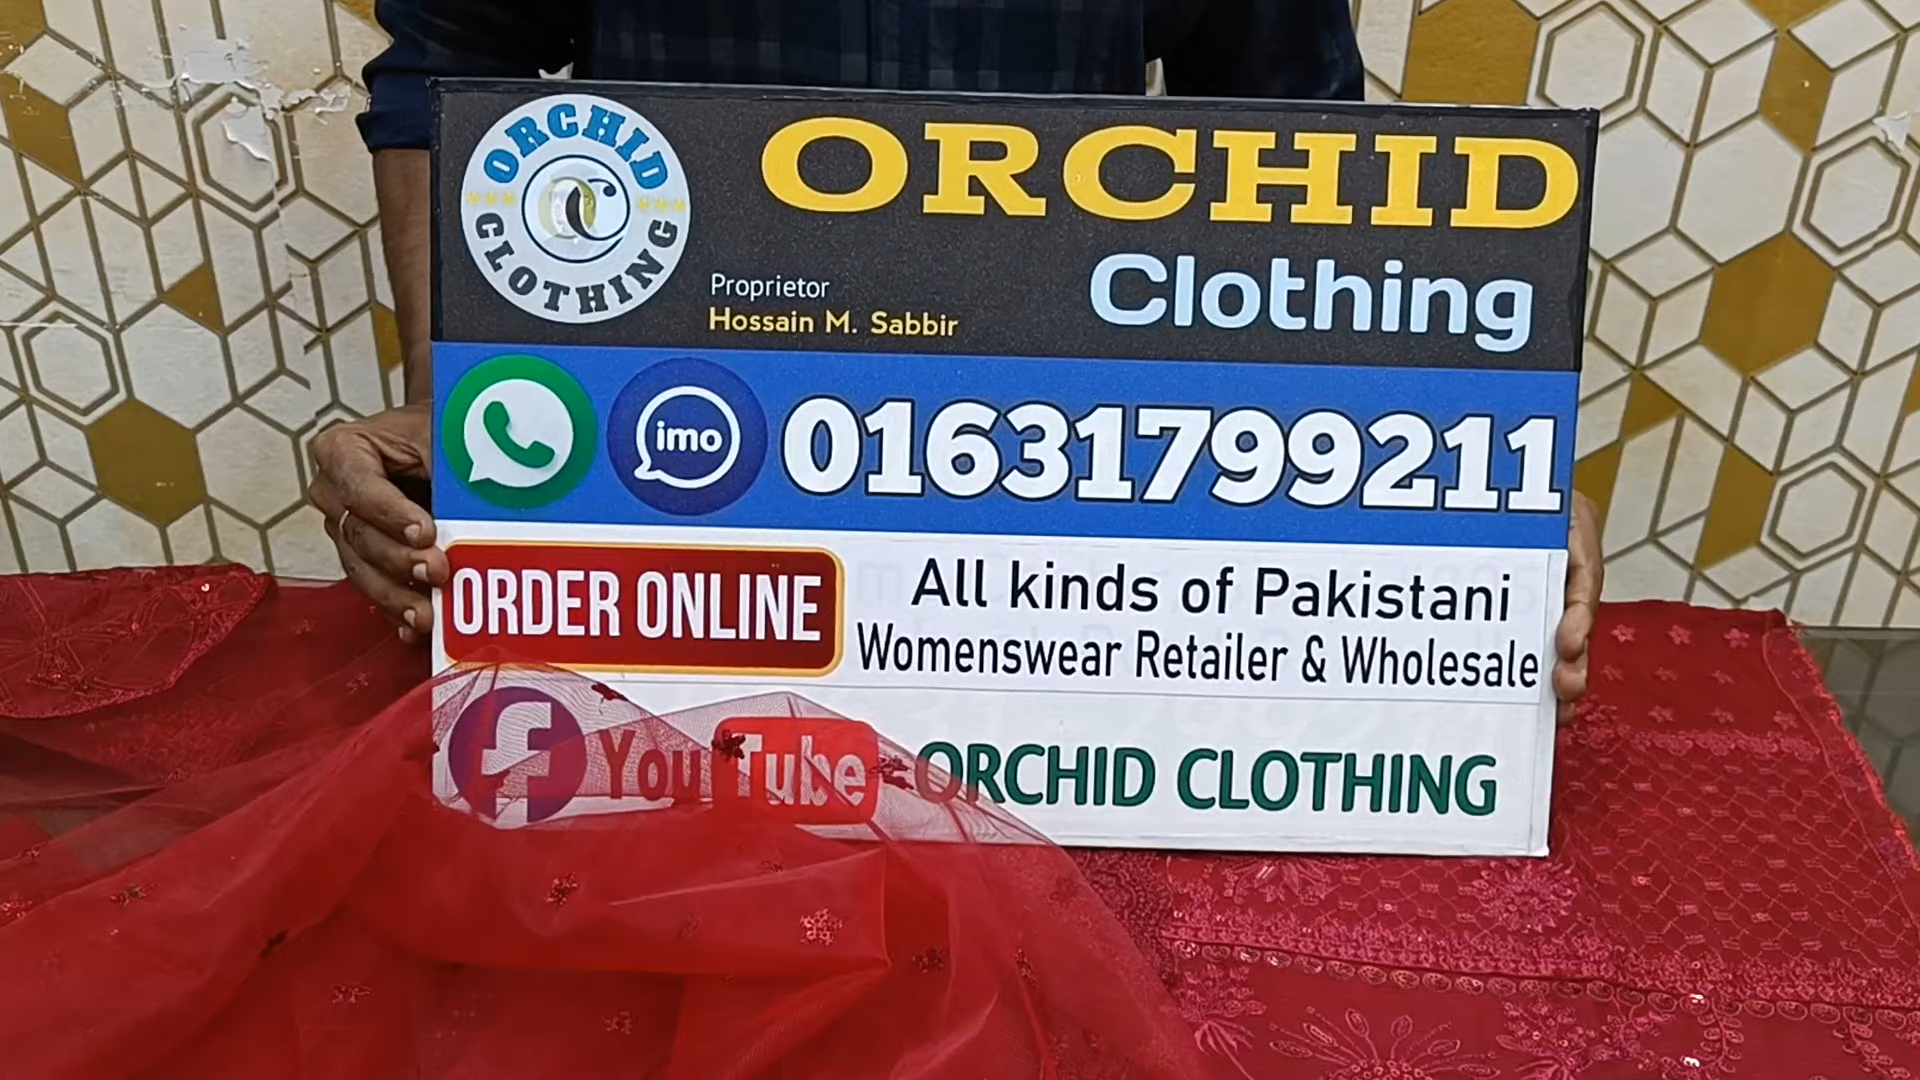 ORCHID
CLOTHING
OC
ORCHID
Clothing
Proprietor
Hossain M. Sabbir
imo
01631799211
ORDER ONLINE
All kinds of Pakistani
Womenswear Retailer & Wholesale
f YouTube ORCHID CLOTHING